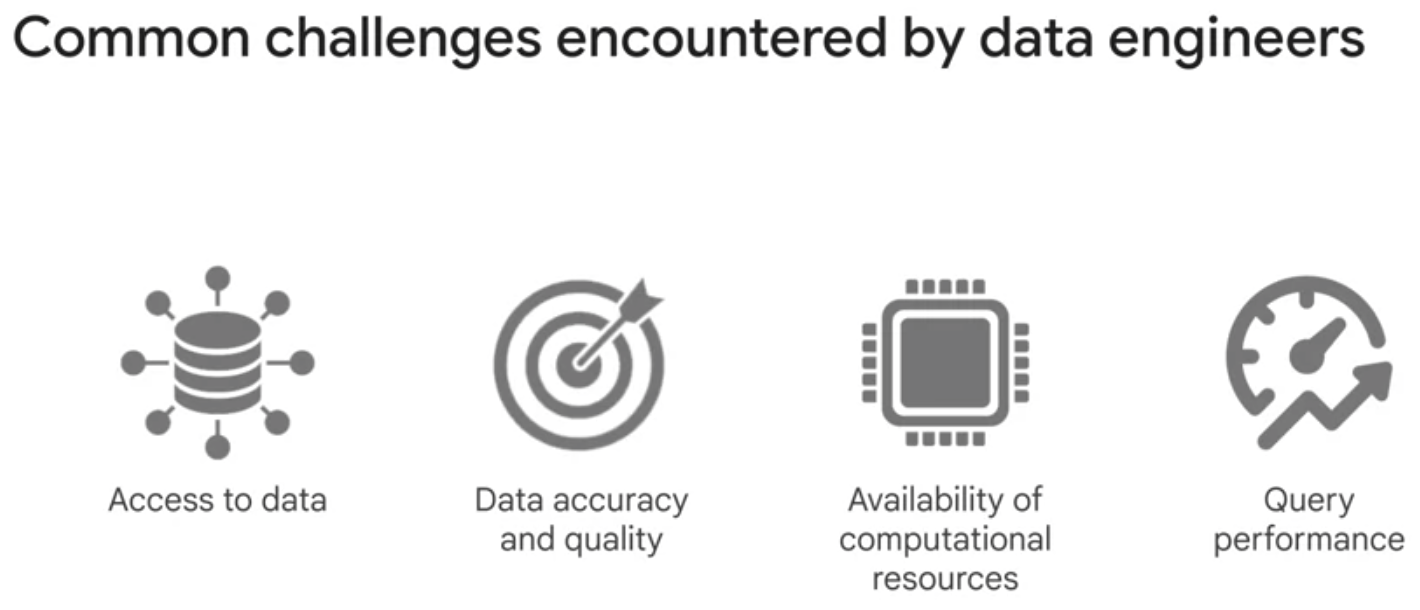 Common challenges encountered by data engineers
Access to data
Data accuracy
and quality
Availability of
computational
resources
Query
performance